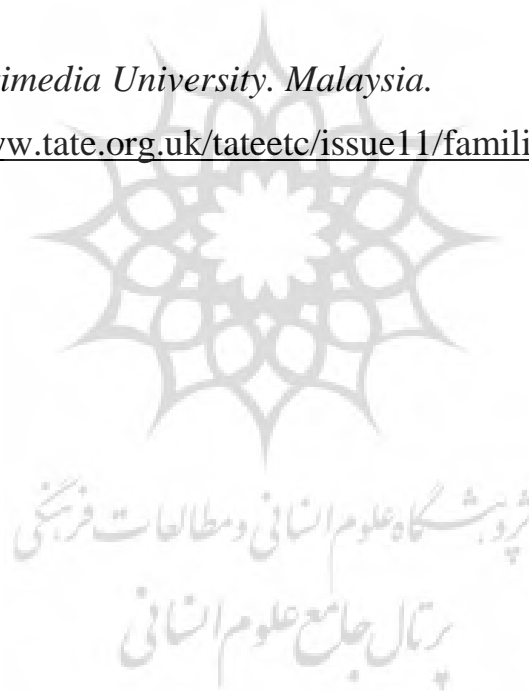 imedia University. Malaysia.
ww.tate.org.uk/tateetc/issue11/famili
پژوهشگاه علوم انسانی و مطالعات فرهنگی
پرتال جامع علوم انسانی